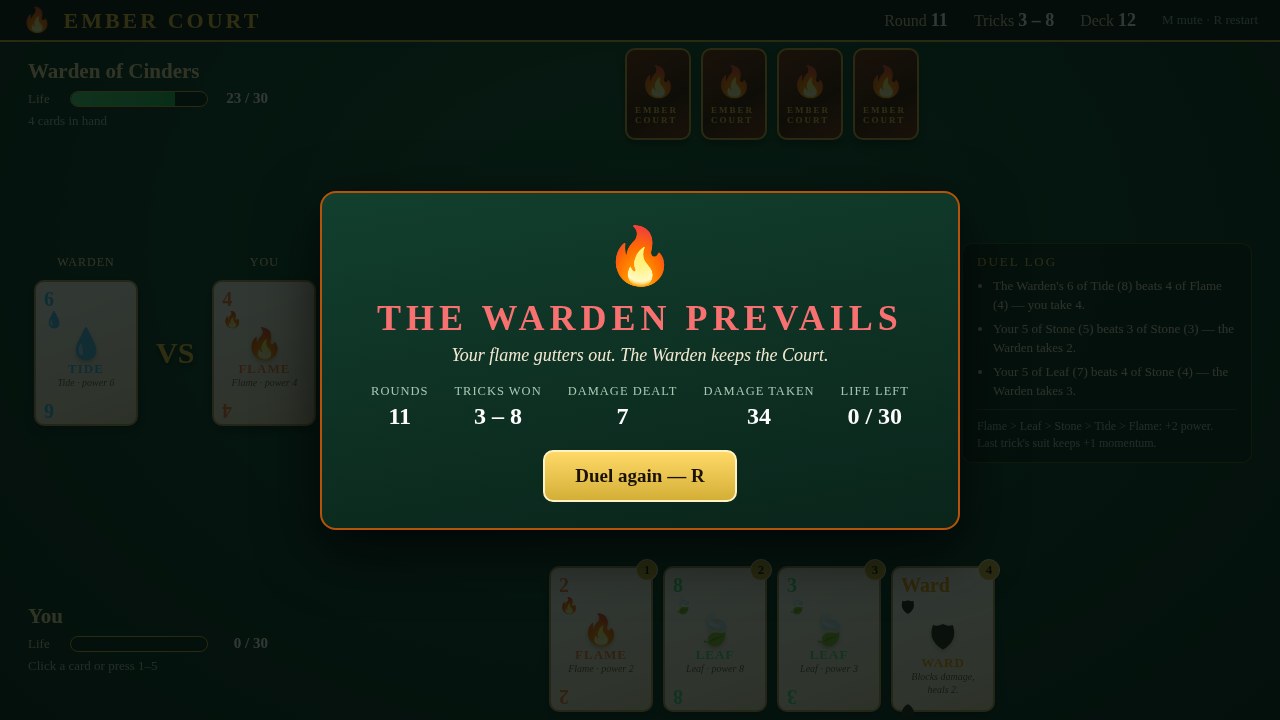 🔥 EMBER COURT
Round 11 Tricks 3 – 8 Deck 12 M mute · R restart
Warden of Cinders
Life 23 / 30
4 cards in hand
EMBER COURT
EMBER COURT
EMBER COURT
EMBER COURT
WARDEN
6
TIDE
Tide · power 6
6
VS
YOU
4
FLAME
Flame · power 4
4
THE WARDEN PREVAILS
Your flame gutters out. The Warden keeps the Court.
ROUNDS TRICKS WON DAMAGE DEALT DAMAGE TAKEN LIFE LEFT
11 3 – 8 7 34 0 / 30
Duel again — R
DUEL LOG
The Warden's 6 of Tide (8) beats 4 of Flame
(4) — you take 4.
Your 5 of Stone (5) beats 3 of Stone (3) — the
Warden takes 2.
Your 5 of Leaf (7) beats 4 of Stone (4) — the
Warden takes 3.
Flame > Leaf > Stone > Tide > Flame: +2 power.
Last trick's suit keeps +1 momentum.
You
Life 0 / 30
Click a card or press 1–5
1
2
FLAME
Flame · power 2
2
2
8
LEAF
Leaf · power 8
8
3
3
LEAF
Leaf · power 3
3
4
Ward
WARD
Blocks damage,
heals 2.